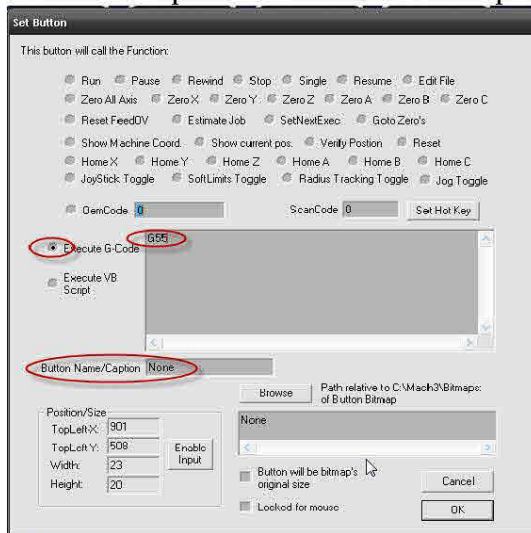 Set Button
This button will call the Function:
Run Pause Rewind Stop Single Resume Edit File
Zero All Axis Zero X Zero Y Zero Z Zero A Zero B Zero C
Reset FeedOV Estimate Job SetNextExec Goto Zero's
Show Machine Coord. Show current pos. Verify Postion Reset
Home X Home Y Home Z Home A Home B Home C
JoyStick Toggle SoftLimits Toggle Radius Tracking Toggle Jog Toggle
OemCode 0 ScanCode 0 Set Hot Key
Execute G-Code G55
Execute VB
Script
Button Name/Caption None
Browse Path relative to C:\Mach3\Bitmaps:
of Button Bitmap
Position/Size
TopLeft-X: 901
TopLeft Y: 508
Width: 23
Height: 20
Enable
Input
None
Button will be bitmap's
original size
Cancel
Locked for mouse
OK